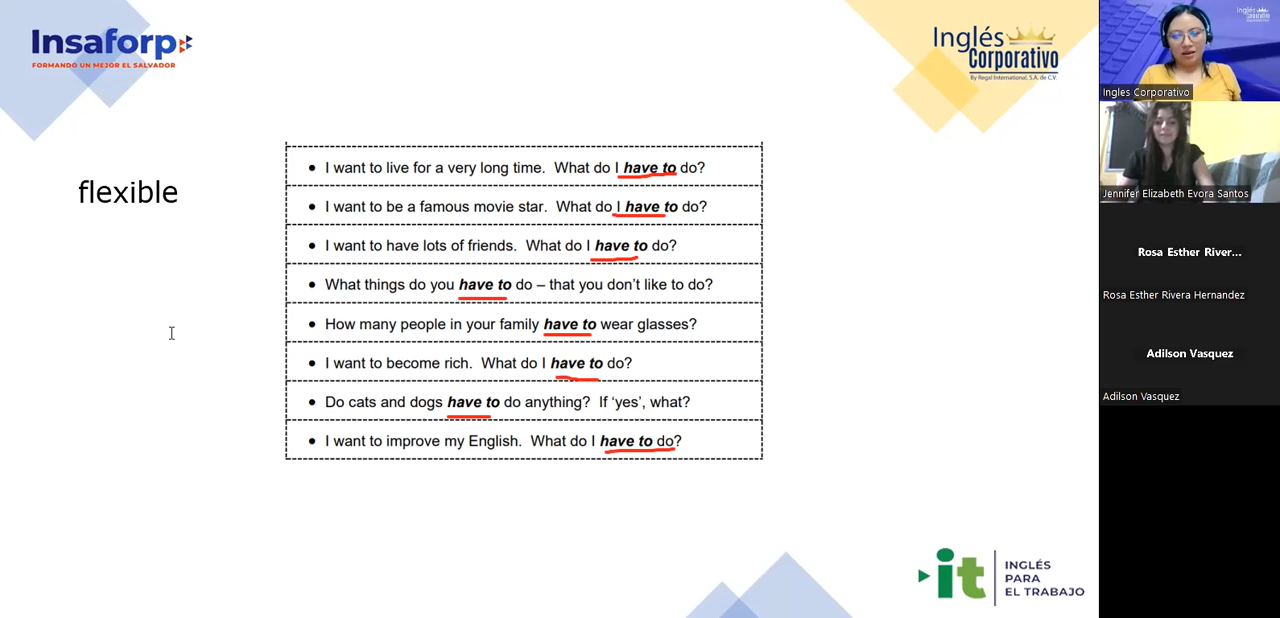 Insaforp
FORMANDO UN MEJOR EL SALVADOR
Inglés
Corporativo
By Regal International, S.A. de C.V.
flexible
• I want to live for a very long time. What do I have to do?
• I want to be a famous movie star. What do I have to do?
• I want to have lots of friends. What do I have to do?
• What things do you have to do – that you don't like to do?
• How many people in your family have to wear glasses?
• I want to become rich. What do I have to do?
• Do cats and dogs have to do anything? If 'yes', what?
• I want to improve my English. What do I have to do?
it
INGLÉS
PARA
EL TRABAJO
Ingles Corporativo
Jennifer Elizabeth Evora Santos
Rosa Esther River...
Rosa Esther Rivera Hernandez
Adilson Vasquez
Adilson Vasquez